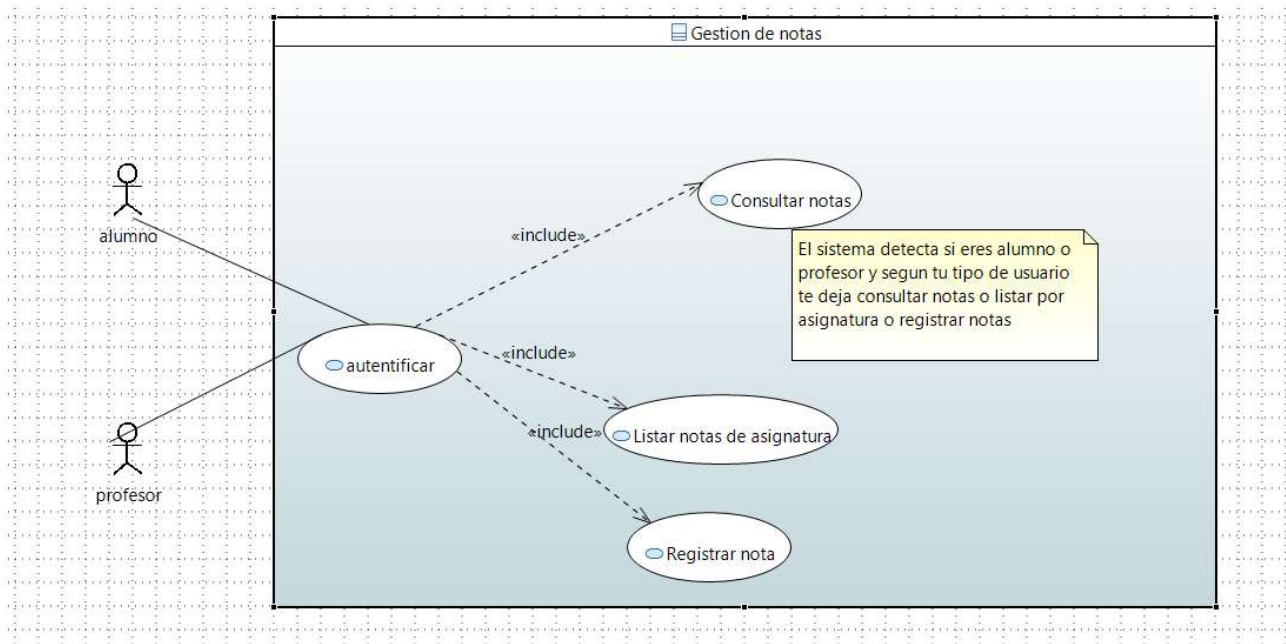 Gestion de notas
Consultar notas
«include»
alumno
El sistema detecta si eres alumno o
profesor y segun tu tipo de usuario
te deja consultar notas o listar por
asignatura o registrar notas
«include»
autentificar
«include»
Listar notas de asignatura
profesor
Registrar nota